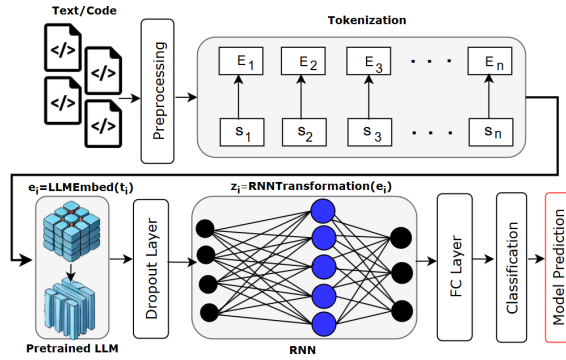 Text/Code
</>
</>
</>
</>
Preprocessing
Tokenization
E1 E2 E3 . . . En
s1 s2 s3 . . . sn
ei=LLMEmbed(ti)
Pretrained LLM
Dropout Layer
zi=RNNTransformation(ei)
RNN
FC Layer
Classification
Model Prediction